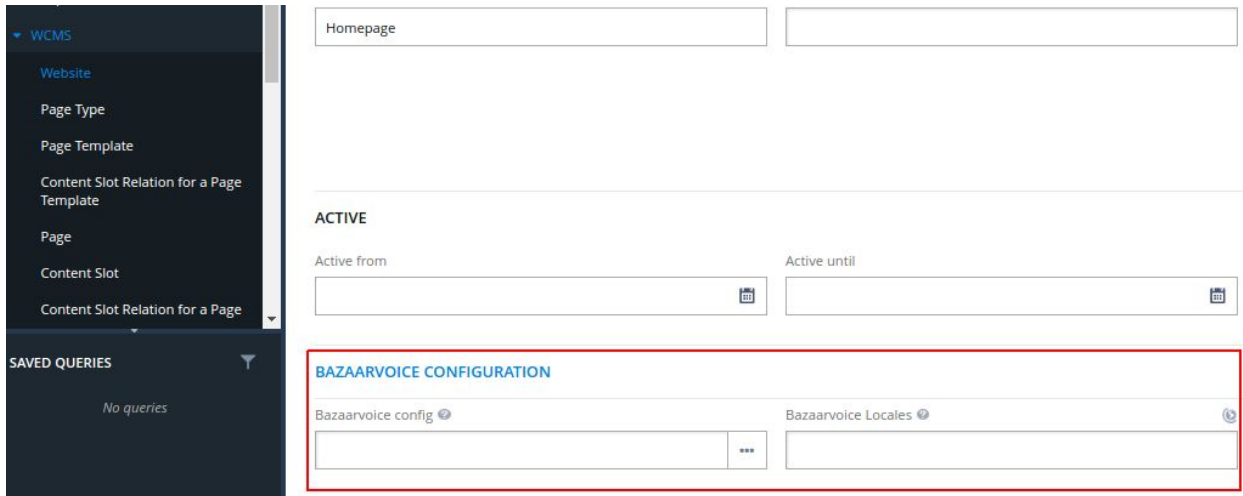 WCMS
Website
Page Type
Page Template
Content Slot Relation for a Page
Template
Page
Content Slot
Content Slot Relation for a Page
SAVED QUERIES
No queries
Homepage
ACTIVE
Active from
Active until
BAZAARVOICE CONFIGURATION
Bazaarvoice config
Bazaarvoice Locales